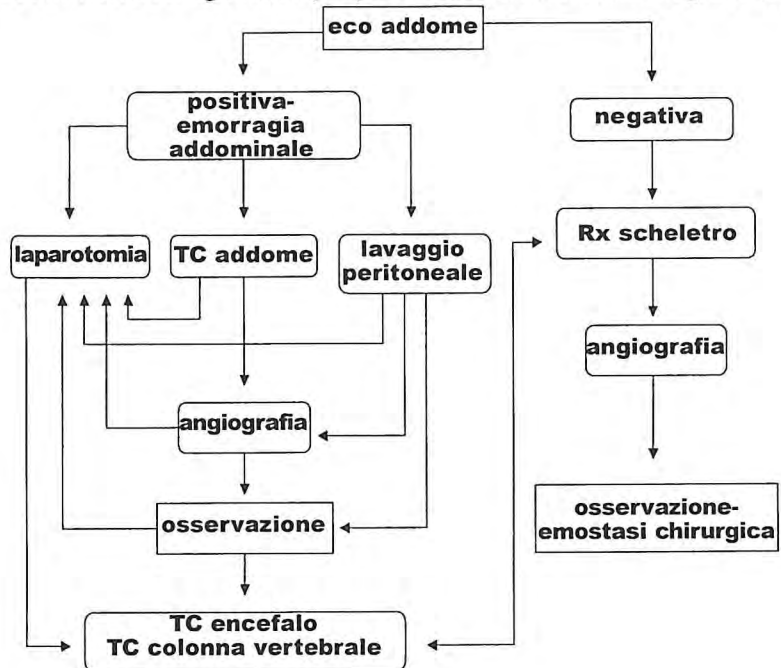 eco addome
positiva-
emorragia
addominale
negativa
laparotomia
TC addome
lavaggio
peritoneale
Rx scheletro
angiografia
angiografia
osservazione
osservazione-
emostasi chirurgica
TC encefalo
TC colonna vertebrale